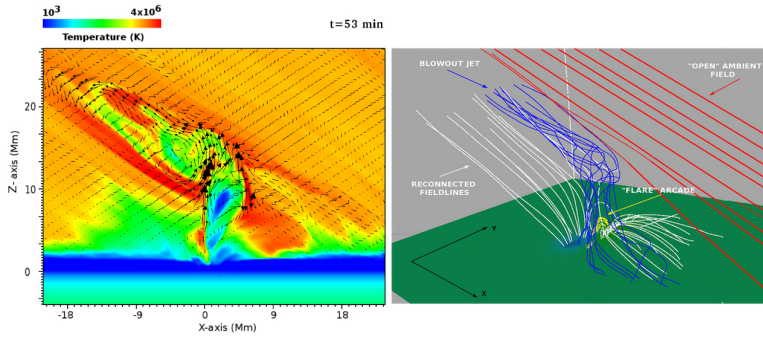 10³ 4x10⁶
Temperature (K)
t=53 min
Z-axis (Mm)
20
10
0
-18 -9 0 9 18
X-axis (Mm)
BLOWOUT JET
"OPEN" AMBIENT
FIELD
RECONNECTED
FIELDLINES
"FLARE" ARCADE
Y
X